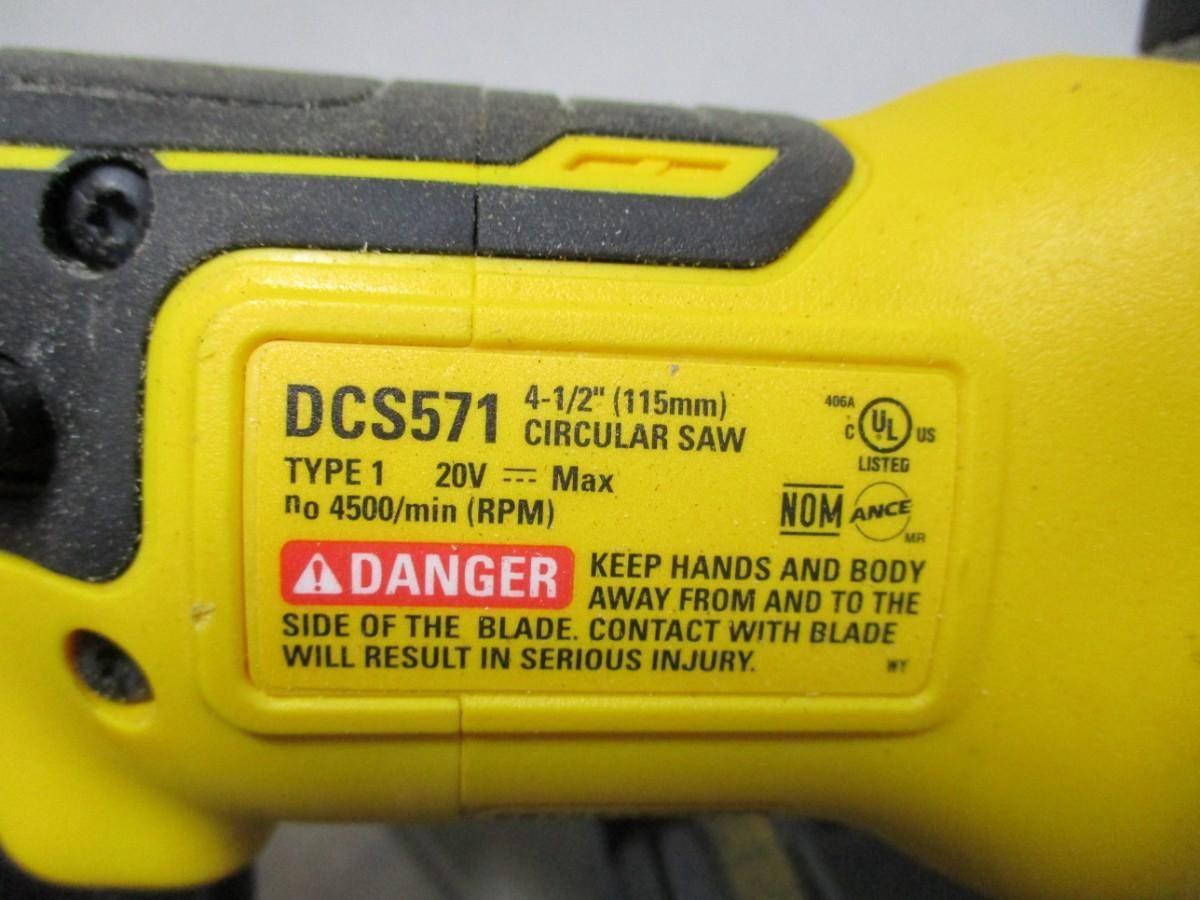 DCS571 4-1/2" (115mm)
CIRCULAR SAW
TYPE 1 20V ⎓ Max
no 4500/min (RPM)
406A
C UL US
LISTED
NOM ANCE MR
DANGER KEEP HANDS AND BODY
AWAY FROM AND TO THE
SIDE OF THE BLADE. CONTACT WITH BLADE
WILL RESULT IN SERIOUS INJURY.
WY